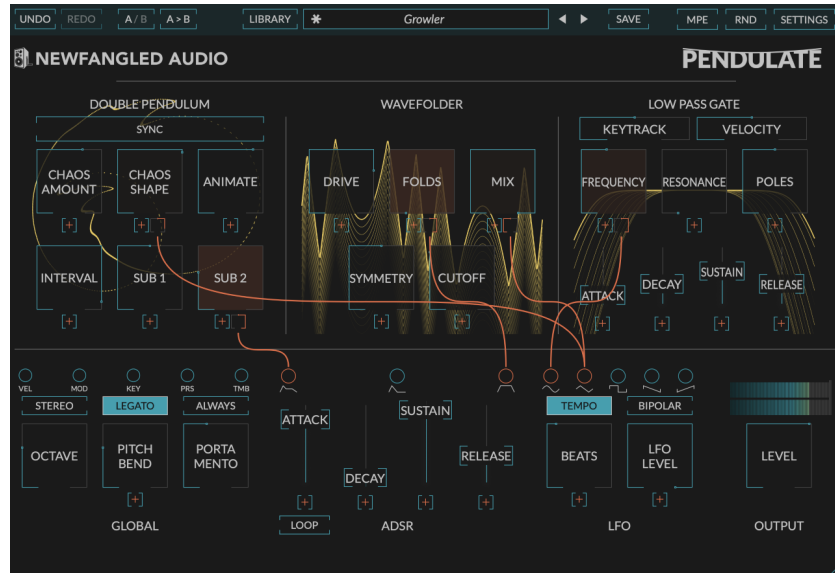 UNDO REDO A / B A > B LIBRARY * Growler SAVE MPE RND SETTINGS
NEWFANGLED AUDIO PENDULATE
DOUBLE PENDULUM WAVEFOLDER LOW PASS GATE
SYNC KEYTRACK VELOCITY
CHAOS AMOUNT CHAOS SHAPE ANIMATE DRIVE FOLDS MIX FREQUENCY RESONANCE POLES
[+] [+] [+] [+] [+] [+] [+] [+] [+]
INTERVAL SUB 1 SUB 2 SYMMETRY CUTOFF ATTACK DECAY SUSTAIN RELEASE
[+] [+] [+] [+] [+] [+] [+] [+] [+]
VEL MOD KEY PRS TMB
STEREO LEGATO ALWAYS TEMPO BIPOLAR
OCTAVE PITCH BEND PORTA MENTO ATTACK DECAY SUSTAIN RELEASE BEATS LFO LEVEL LEVEL
[+] [+] [+] [+] [+] [+] [+]
GLOBAL LOOP ADSR LFO OUTPUT